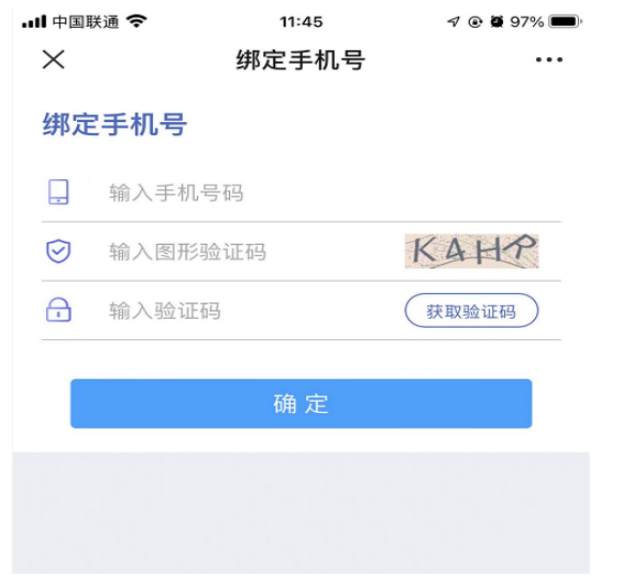 中国联通 11:45 97%
绑定手机号
绑定手机号
输入手机号码
输入图形验证码 KAHR
输入验证码 获取验证码
确定